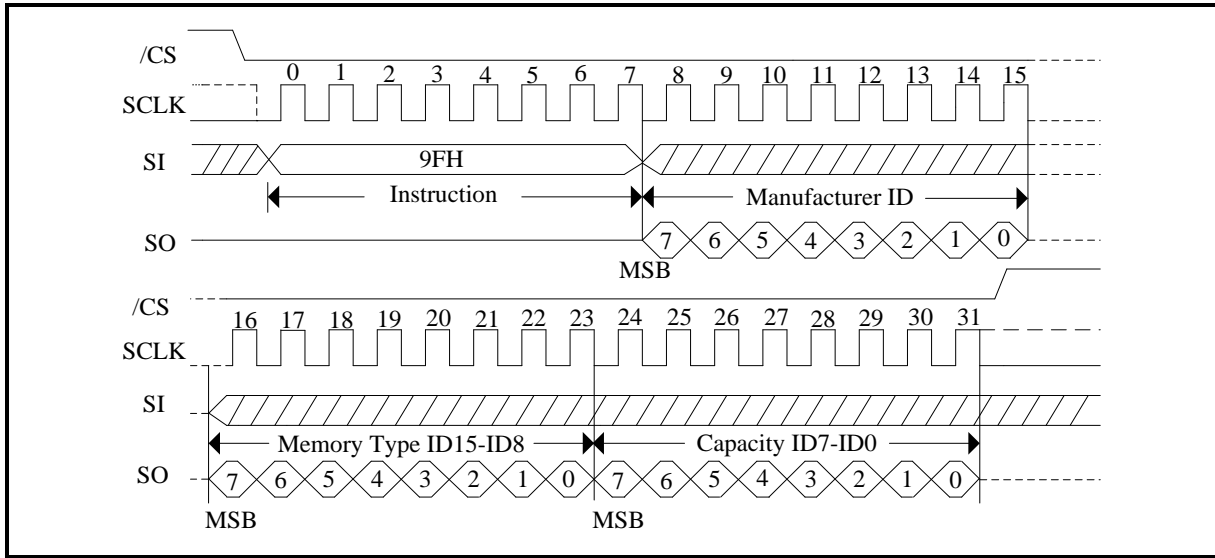 /CS
0 1 2 3 4 5 6 7 8 9 10 11 12 13 14 15
SCLK
SI
9FH
Instruction Manufacturer ID
SO
7 6 5 4 3 2 1 0
MSB
/CS
16 17 18 19 20 21 22 23 24 25 26 27 28 29 30 31
SCLK
SI
Memory Type ID15-ID8 Capacity ID7-ID0
SO
7 6 5 4 3 2 1 0 7 6 5 4 3 2 1 0
MSB MSB